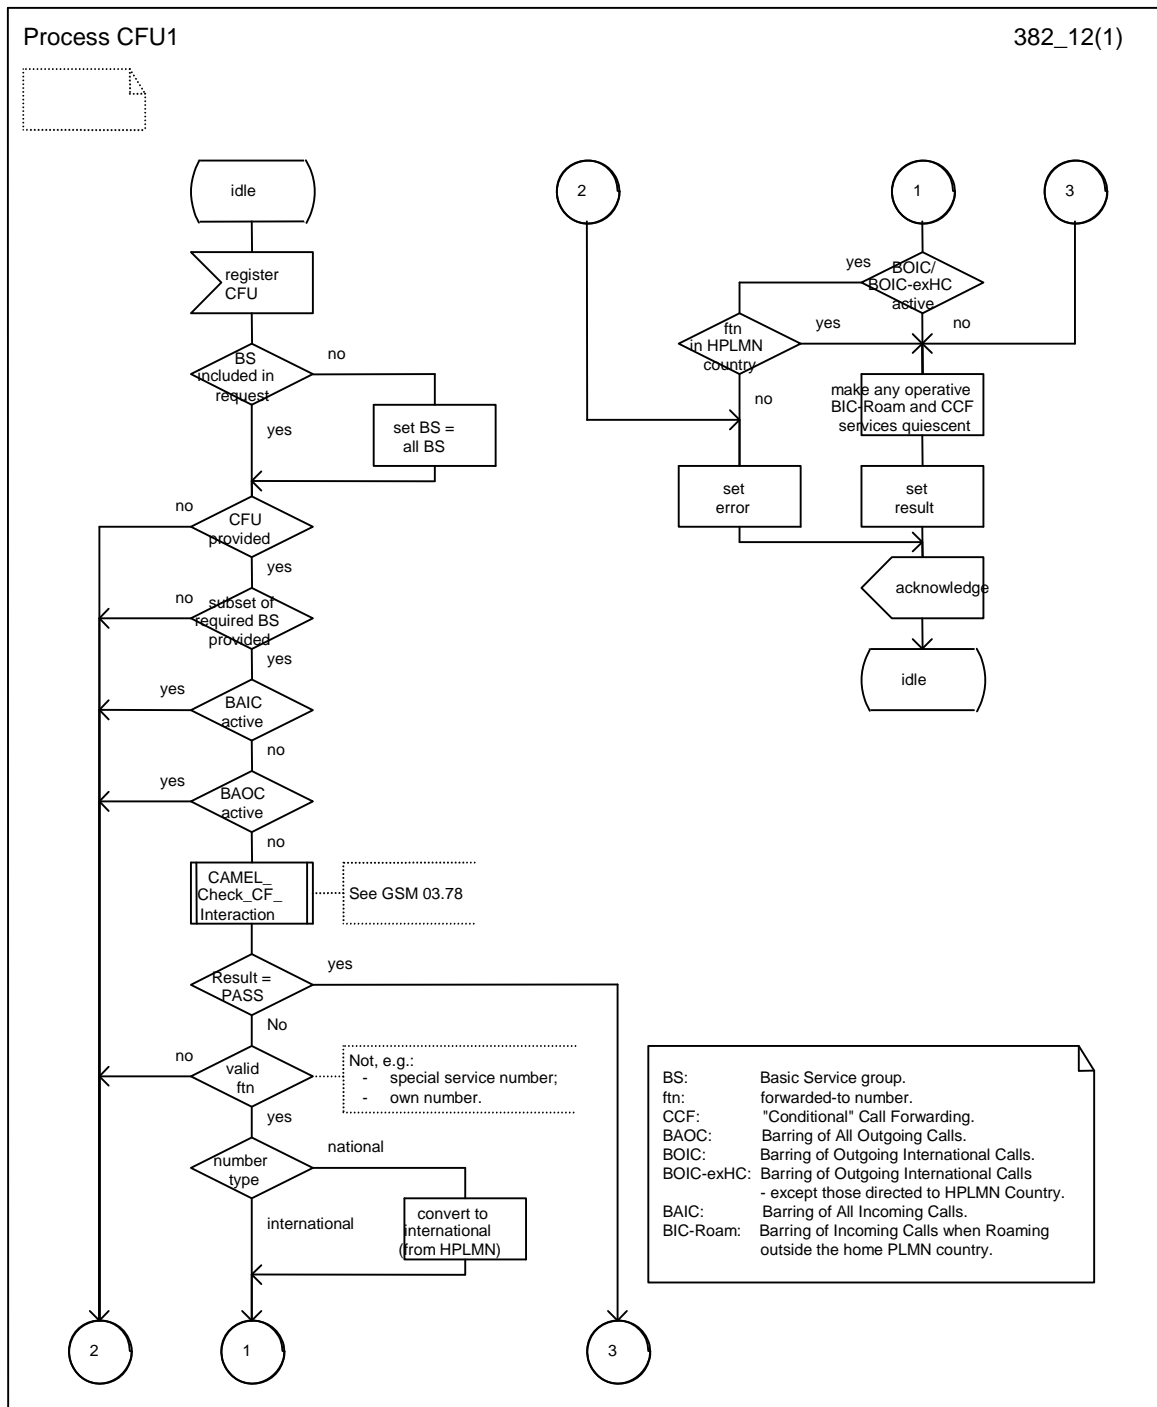 Process CFU1
382_12(1)
idle
register
CFU
BS
included in
request
no
yes
set BS =
all BS
no
CFU
provided
yes
no
subset of
required BS
provided
yes
yes
BAIC
active
no
yes
BAOC
active
no
CAMEL_
Check_CF_
Interaction
See GSM 03.78
Result =
PASS
yes
No
no
valid
ftn
Not, e.g.:
- special service number;
- own number.
yes
number
type
national
international
convert to
international
(from HPLMN)
2
1
3
2
1
3
yes
BOIC/
BOIC-exHC
active
no
ftn
in HPLMN
country
yes
no
make any operative
BIC-Roam and CCF
services quiescent
set
error
set
result
acknowledge
idle
BS: Basic Service group.
ftn: forwarded-to number.
CCF: "Conditional" Call Forwarding.
BAOC: Barring of All Outgoing Calls.
BOIC: Barring of Outgoing International Calls.
BOIC-exHC: Barring of Outgoing International Calls
- except those directed to HPLMN Country.
BAIC: Barring of All Incoming Calls.
BIC-Roam: Barring of Incoming Calls when Roaming
outside the home PLMN country.